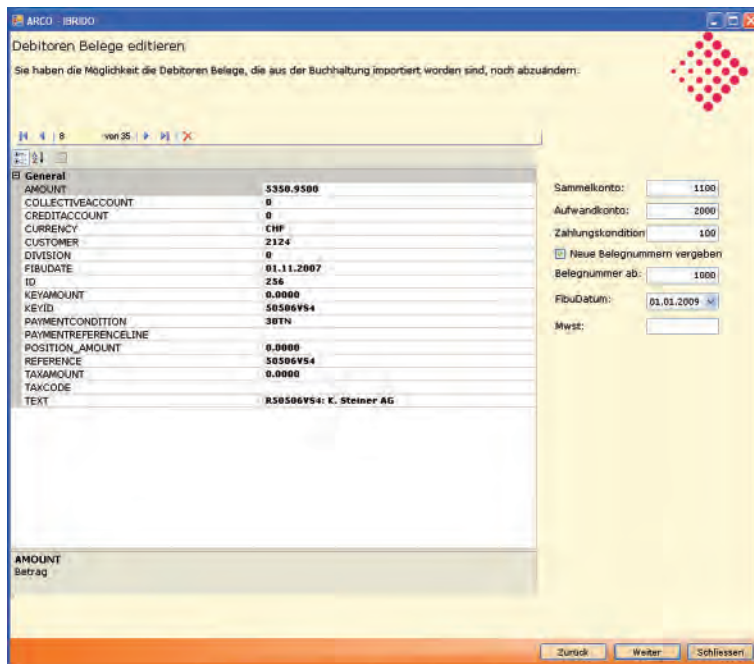 ARCO - IBRIDO
Debitoren Belege editieren
Sie haben die Möglichkeit die Debitoren Belege, die aus der Buchhaltung importiert worden sind, noch abzuändern.
8 von 35
General
AMOUNT 5350.9500
COLLECTIVEACCOUNT 0
CREDITACCOUNT 0
CURRENCY CHF
CUSTOMER 2124
DIVISION 0
FIBUDATE 01.11.2007
ID 256
KEYAMOUNT 0.0000
KEYID 50506VS4
PAYMENTCONDITION 30TN
PAYMENTREFERENCELINE
POSITION_AMOUNT 0.0000
REFERENCE 50506VS4
TAXAMOUNT 0.0000
TAXCODE
TEXT R50506VS4: K. Steiner AG
Sammelkonto: 1100
Aufwandkonto: 2000
Zahlungskondition 100
Neue Belegnummern vergeben
Belegnummer ab: 1000
FibuDatum: 01.01.2009
Mwst:
AMOUNT
Betrag
Zurück Weiter Schliessen